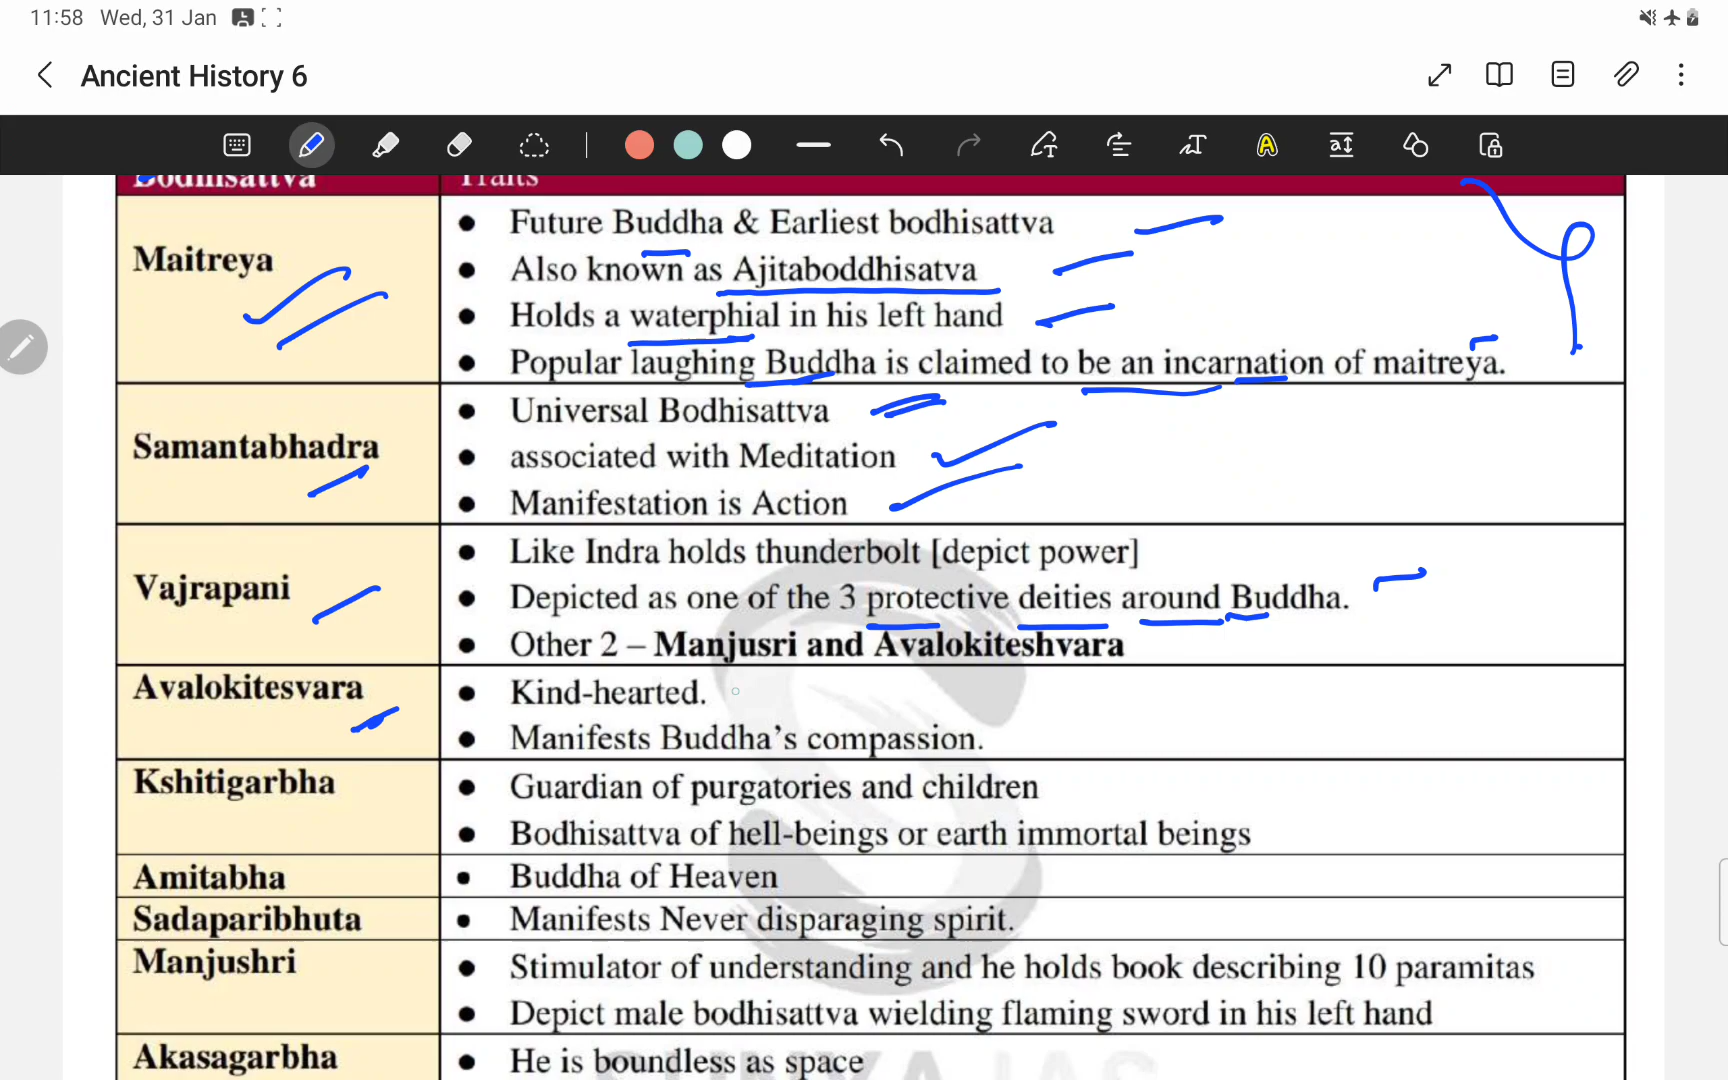 11:58 Wed, 31 Jan
Ancient History 6
Bodhisattva Traits
Maitreya
● Future Buddha & Earliest bodhisattva
● Also known as Ajitaboddhisatva
● Holds a waterphial in his left hand
● Popular laughing Buddha is claimed to be an incarnation of maitreya.
Samantabhadra
● Universal Bodhisattva
● associated with Meditation
● Manifestation is Action
Vajrapani
● Like Indra holds thunderbolt [depict power]
● Depicted as one of the 3 protective deities around Buddha.
● Other 2 – Manjusri and Avalokiteshvara
Avalokitesvara
● Kind-hearted.
● Manifests Buddha’s compassion.
Kshitigarbha
● Guardian of purgatories and children
● Bodhisattva of hell-beings or earth immortal beings
Amitabha
● Buddha of Heaven
Sadaparibhuta
● Manifests Never disparaging spirit.
Manjushri
● Stimulator of understanding and he holds book describing 10 paramitas
● Depict male bodhisattva wielding flaming sword in his left hand
Akasagarbha
● He is boundless as space